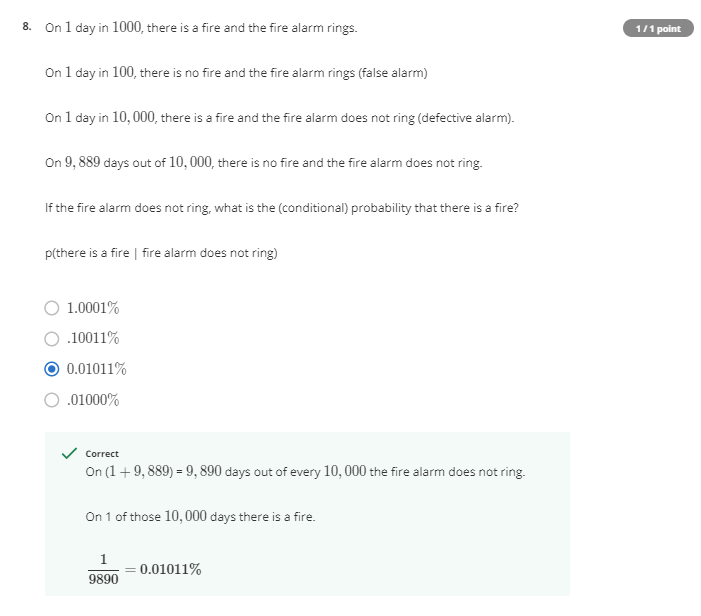 8. On 1 day in 1000, there is a fire and the fire alarm rings.
1 / 1 point
On 1 day in 100, there is no fire and the fire alarm rings (false alarm)
On 1 day in 10, 000, there is a fire and the fire alarm does not ring (defective alarm).
On 9, 889 days out of 10, 000, there is no fire and the fire alarm does not ring.
If the fire alarm does not ring, what is the (conditional) probability that there is a fire?
p(there is a fire | fire alarm does not ring)
1.0001%
.10011%
0.01011%
.01000%
Correct
On (1 + 9, 889) = 9, 890 days out of every 10, 000 the fire alarm does not ring.
On 1 of those 10, 000 days there is a fire.
1
9890
= 0.01011%